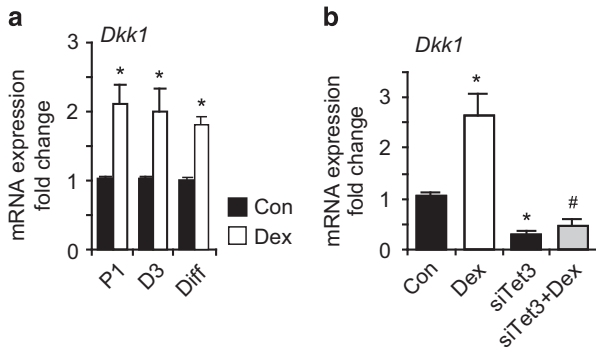 a
Dkk1
mRNA expression
fold change
3
2
1
0
*
*
*
P1
D3
Diff
Con
Dex
b
Dkk1
mRNA expression
fold change
3
2
1
0
*
*
#
Con
Dex
siTet3
siTet3+Dex